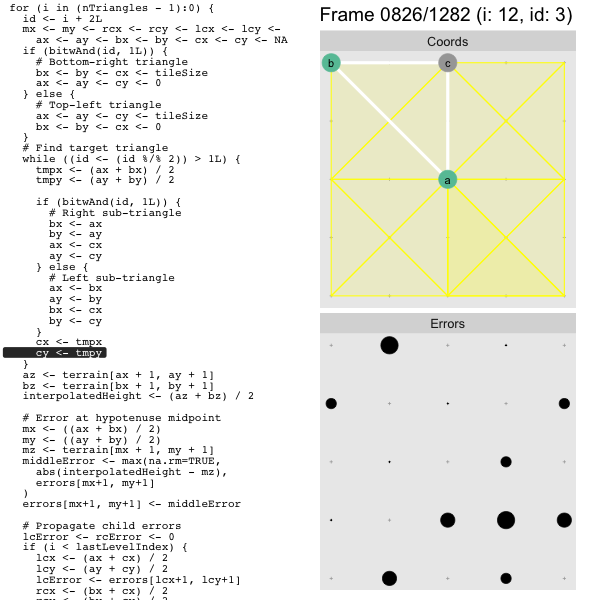 for (i in (nTriangles - 1):0) {
id <- i + 2L
mx <- my <- rcx <- rcy <- lcx <- lcy <-
ax <- ay <- bx <- by <- cx <- cy <- NA
if (bitwAnd(id, 1L)) {
# Bottom-right triangle
bx <- by <- cx <- tileSize
ax <- ay <- cy <- 0
} else {
# Top-left triangle
ax <- ay <- cy <- tileSize
bx <- by <- cx <- 0
}
# Find target triangle
while ((id <- (id %/% 2)) > 1L) {
tmpx <- (ax + bx) / 2
tmpy <- (ay + by) / 2
if (bitwAnd(id, 1L)) {
# Right sub-triangle
bx <- ax
by <- ay
ax <- cx
ay <- cy
} else {
# Left sub-triangle
ax <- bx
ay <- by
bx <- cx
by <- cy
}
cx <- tmpx
cy <- tmpy
}
az <- terrain[ax + 1, ay + 1]
bz <- terrain[bx + 1, by + 1]
interpolatedHeight <- (az + bz) / 2
# Error at hypotenuse midpoint
mx <- ((ax + bx) / 2)
my <- ((ay + by) / 2)
mz <- terrain[mx + 1, my + 1]
middleError <- max(na.rm=TRUE,
abs(interpolatedHeight - mz),
errors[mx+1, my+1]
)
errors[mx+1, my+1] <- middleError
# Propagate child errors
lcError <- rcError <- 0
if (i < lastLevelIndex) {
lcx <- (ax + cx) / 2
lcy <- (ay + cy) / 2
lcError <- errors[lcx+1, lcy+1]
rcx <- (bx + cx) / 2
Frame 0826/1282 (i: 12, id: 3)
Coords
b
c
a
Errors